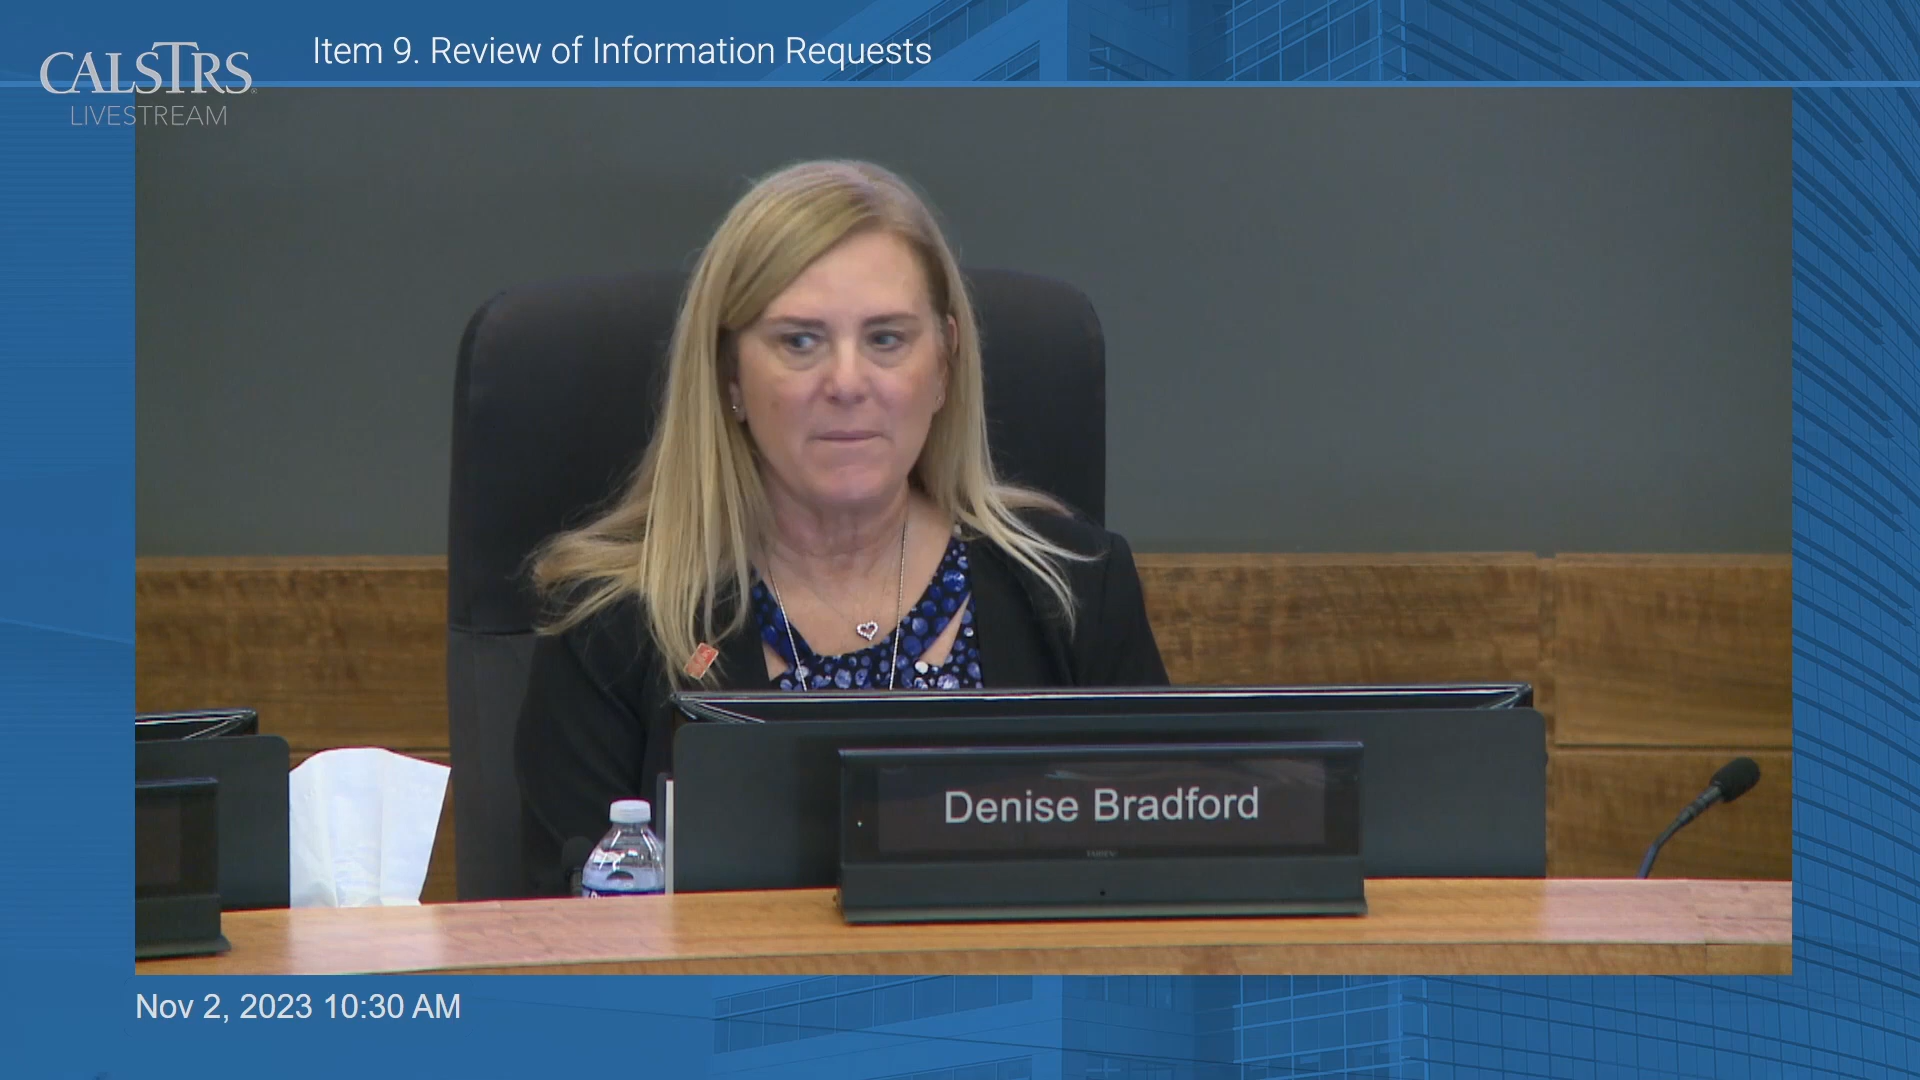 Item 9. Review of Information Requests
CALSTRS®
LIVESTREAM
Denise Bradford
Nov 2, 2023 10:30 AM